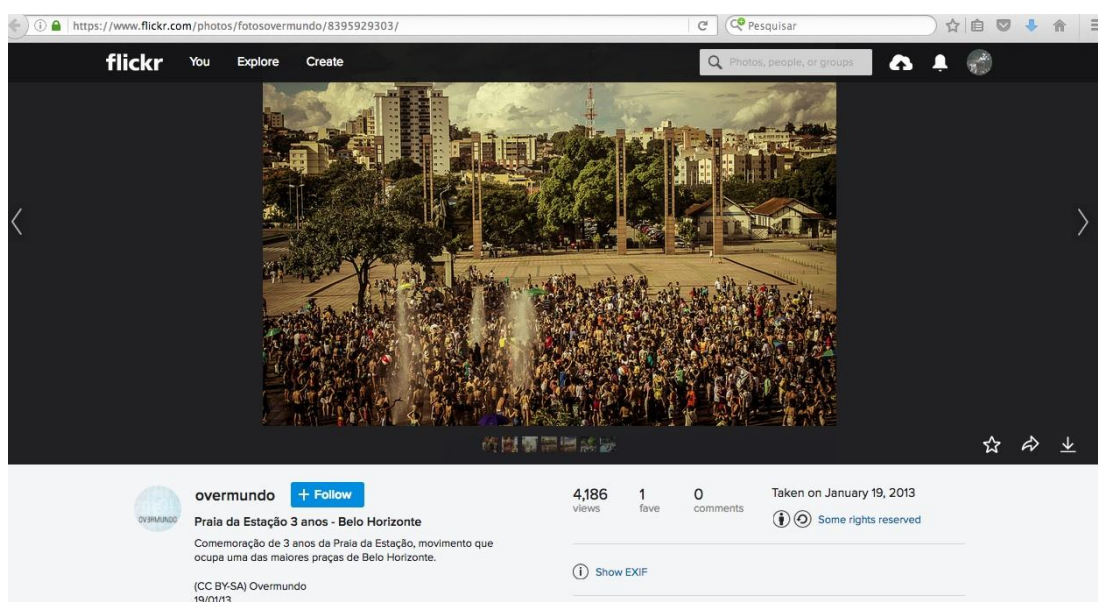 https://www.flickr.com/photos/fotosovermundo/8395929303/
Pesquisar
flickr You Explore Create
Photos, people, or groups
overmundo + Follow
Praia da Estação 3 anos - Belo Horizonte
Comemoração de 3 anos da Praia da Estação, movimento que
ocupa uma das maiores praças de Belo Horizonte.
(CC BY-SA) Overmundo
19/01/13
4,186 1 0
views fave comments
Taken on January 19, 2013
Some rights reserved
Show EXIF
OVERMUNDO